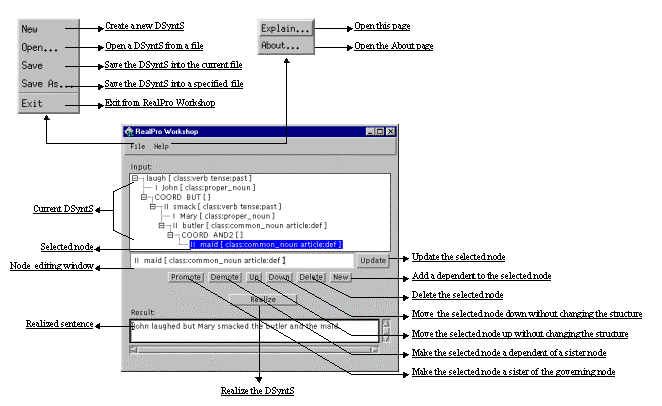 New
Create a new DSyntS
Open...
Open a DSyntS from a file
Save
Save the DSyntS into the current file
Save As...
Save the DSyntS into a specified file
Exit
Exit from RealPro Workshop
Explain...
Open this page
About...
Open the About page
RealPro Workshop
File Help
Input:
laugh [ class:verb tense:past ]
I John [ class:proper_noun ]
COORD BUT [ ]
II smack [ class:verb tense:past ]
I Mary [ class:proper_noun ]
II butler [ class:common_noun article:def ]
COORD AND2 [ ]
II maid [ class:common_noun article:def ]
Current DSyntS
Selected node
Node editing window
II maid [ class:common_noun article:def ]
Update
Update the selected node
Promote Demote Up Down Delete New
Add a dependent to the selected node
Delete the selected node
Realize
Move the selected node down without changing the structure
Result:
Realized sentence
John laughed but Mary smacked the butler and the maid.
Move the selected node up without changing the structure
Make the selected node a dependent of a sister node
Make the selected node a sister of the governing node
Realize the DSyntS